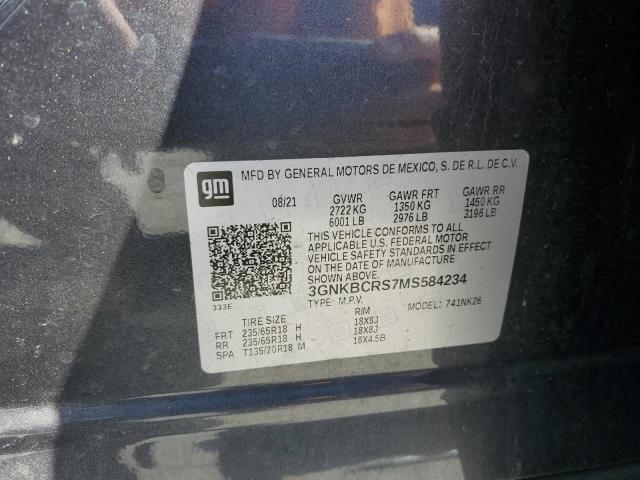 gm
MFD BY GENERAL MOTORS DE MEXICO, S. DE R.L. DE C.V.
08/21 GVWR GAWR FRT GAWR RR
2722 KG 1350 KG 1450 KG
6001 LB 2976 LB 3196 LB
THIS VEHICLE CONFORMS TO ALL
APPLICABLE U.S. FEDERAL MOTOR
VEHICLE SAFETY STANDARDS IN EFFECT
ON THE DATE OF MANUFACTURE
SHOWN ABOVE.
3GNKBCRS7MS584234
333E TYPE: M.P.V. MODEL: 741NK26
TIRE SIZE RIM
FRT 235/65R18 H 18X8J
RR 235/65R18 H 18X8J
SPA T135/70R18 M 18X4.5B